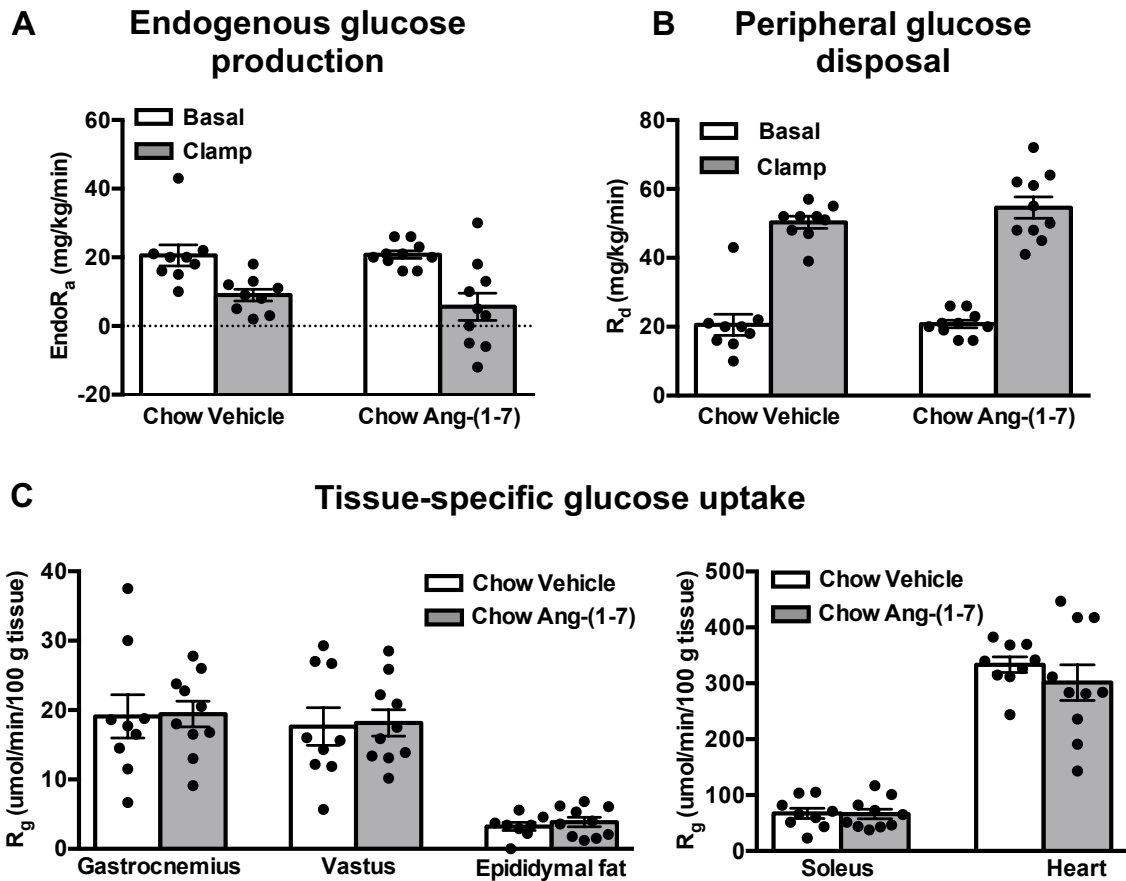 A
Endogenous glucose
production
Basal
Clamp
EndoRa (mg/kg/min)
60
40
20
0
-20
Chow Vehicle
Chow Ang-(1-7)
B
Peripheral glucose
disposal
Basal
Clamp
Rd (mg/kg/min)
80
60
40
20
0
Chow Vehicle
Chow Ang-(1-7)
C
Tissue-specific glucose uptake
Chow Vehicle
Chow Ang-(1-7)
Rg (umol/min/100 g tissue)
40
30
20
10
0
Gastrocnemius
Vastus
Epididymal fat
Chow Vehicle
Chow Ang-(1-7)
Rg (umol/min/100 g tissue)
500
400
300
200
100
0
Soleus
Heart